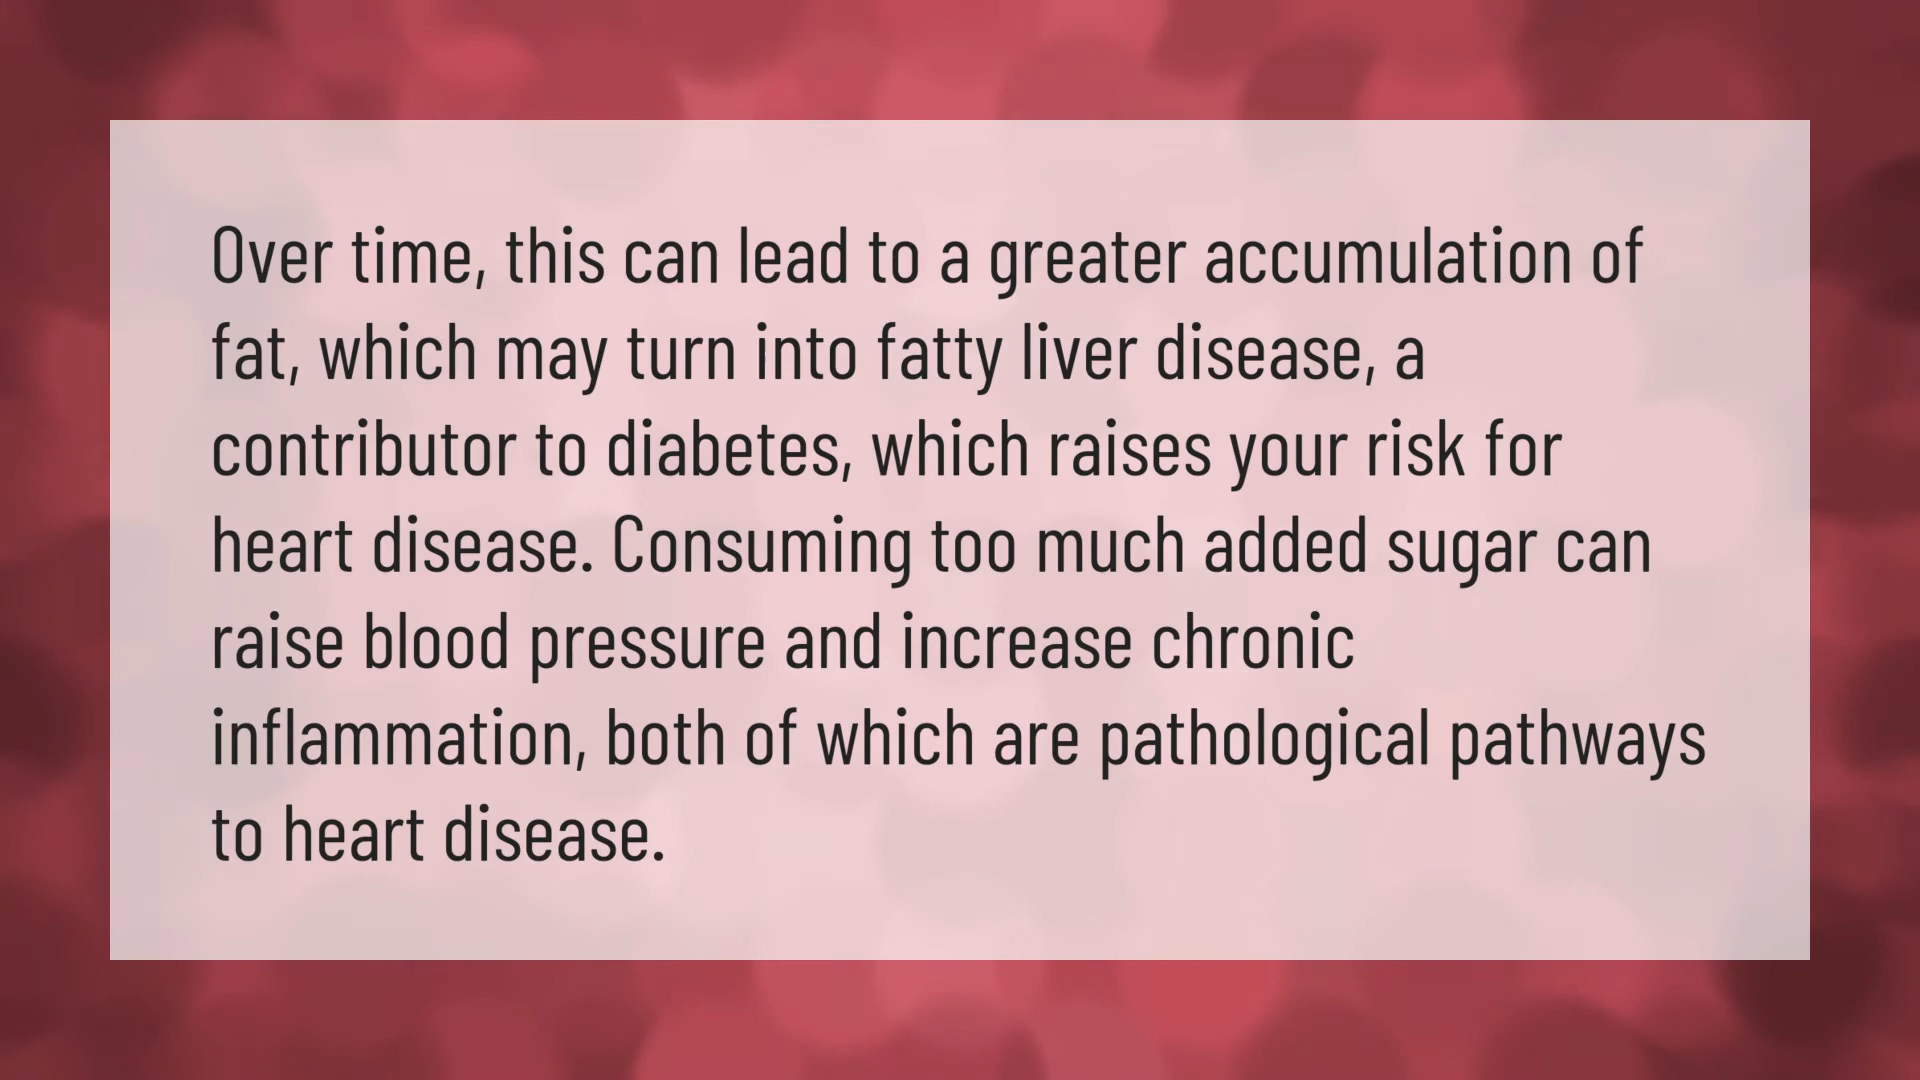 Over time, this can lead to a greater accumulation of
fat, which may turn into fatty liver disease, a
contributor to diabetes, which raises your risk for
heart disease. Consuming too much added sugar can
raise blood pressure and increase chronic
inflammation, both of which are pathological pathways
to heart disease.